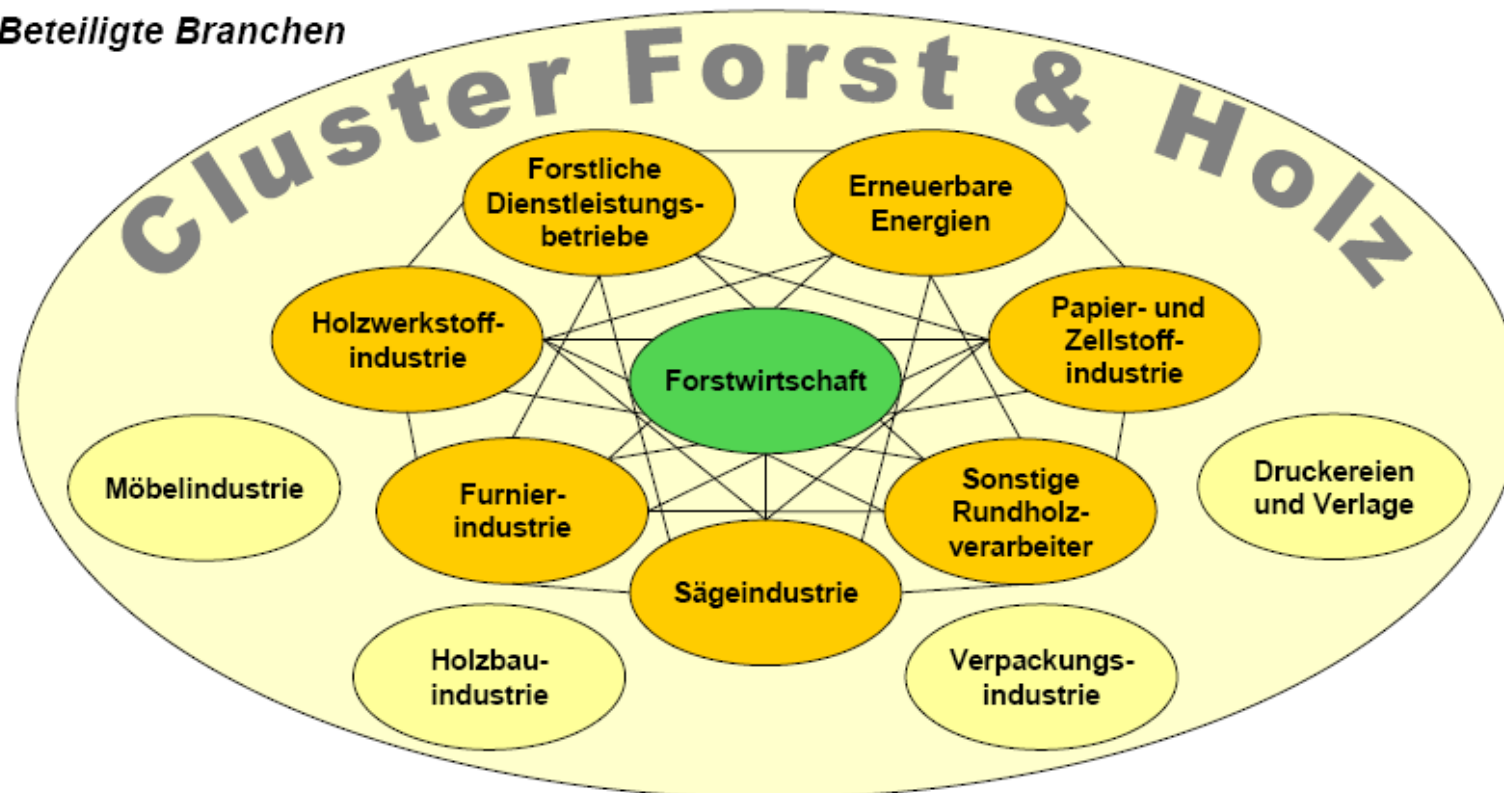 Beteiligte Branchen
Cluster Forst & Holz
Forstliche
Dienstleistungs-
betriebe
Erneuerbare
Energien
Holzwerkstoff-
industrie
Papier- und
Zellstoff-
industrie
Forstwirtschaft
Möbelindustrie
Furnier-
industrie
Sonstige
Rundholz-
verarbeiter
Druckereien
und Verlage
Sägeindustrie
Holzbau-
industrie
Verpackungs-
industrie